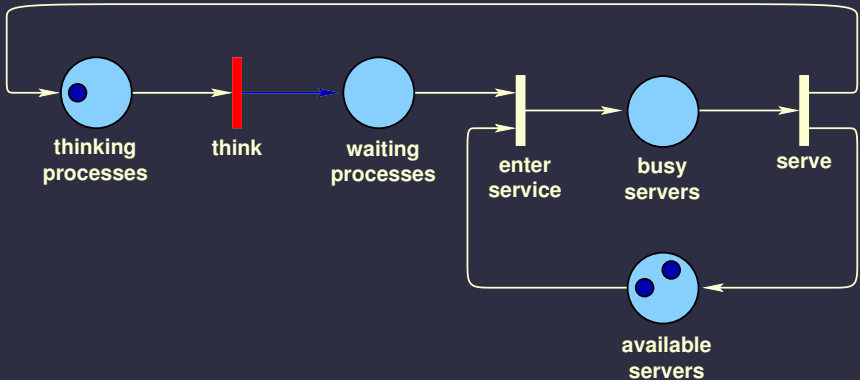 thinking
processes
think
waiting
processes
enter
service
busy
servers
serve
available
servers